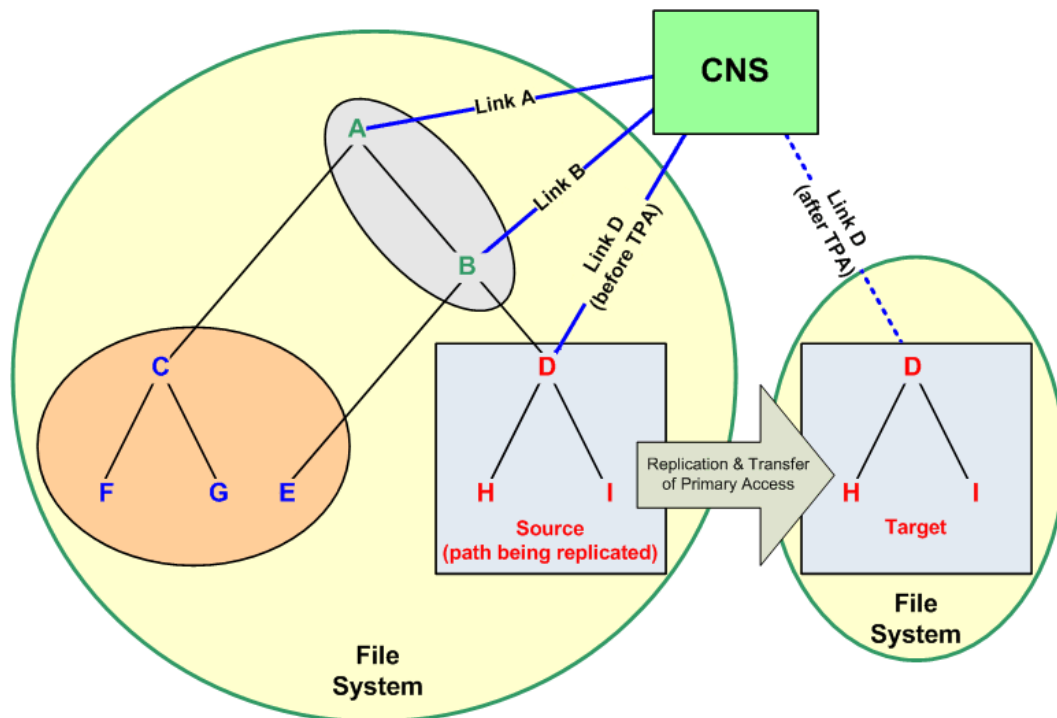 CNS
Link A
A
Link B
Link D
(before TPA)
Link D
(after TPA)
B
C
D
D
F
G
E
H
I
Replication & Transfer
of Primary Access
H
I
Source
(path being replicated)
Target
File
System
File
System